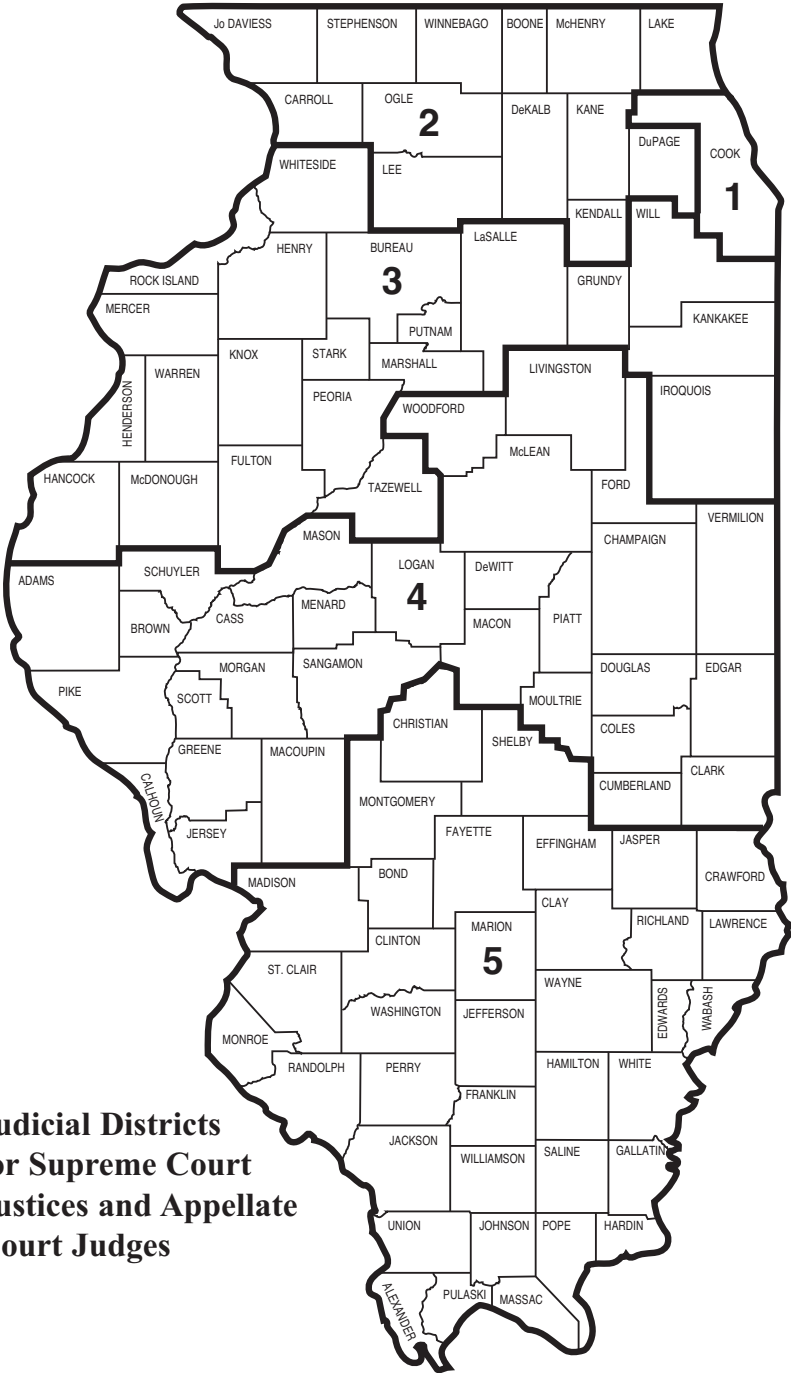 Jo DAVIESS STEPHENSON WINNEBAGO BOONE McHENRY LAKE
CARROLL OGLE DeKALB KANE
2
DuPAGE COOK
WHITESIDE LEE
1
KENDALL WILL
LaSALLE
HENRY BUREAU
ROCK ISLAND 3 GRUNDY
MERCER
PUTNAM KANKAKEE
KNOX STARK MARSHALL
WARREN LIVINGSTON
HENDERSON PEORIA IROQUOIS
WOODFORD
McLEAN
FULTON
HANCOCK McDONOUGH TAZEWELL FORD
VERMILION
MASON CHAMPAIGN
ADAMS SCHUYLER LOGAN DeWITT
4
CASS MENARD
BROWN MACON PIATT
MORGAN SANGAMON DOUGLAS EDGAR
PIKE SCOTT MOULTRIE
CHRISTIAN COLES
GREENE MACOUPIN SHELBY
CLARK
CALHOUN CUMBERLAND
MONTGOMERY
JERSEY FAYETTE EFFINGHAM JASPER
MADISON BOND CRAWFORD
CLAY
MARION RICHLAND LAWRENCE
CLINTON
5
ST. CLAIR WAYNE
WASHINGTON JEFFERSON EDWARDS WABASH
MONROE
RANDOLPH PERRY HAMILTON WHITE
FRANKLIN
JACKSON WILLIAMSON SALINE GALLATIN
UNION JOHNSON POPE HARDIN
ALEXANDER PULASKI MASSAC
udicial Districts
or Supreme Court
ustices and Appellate
ourt Judges